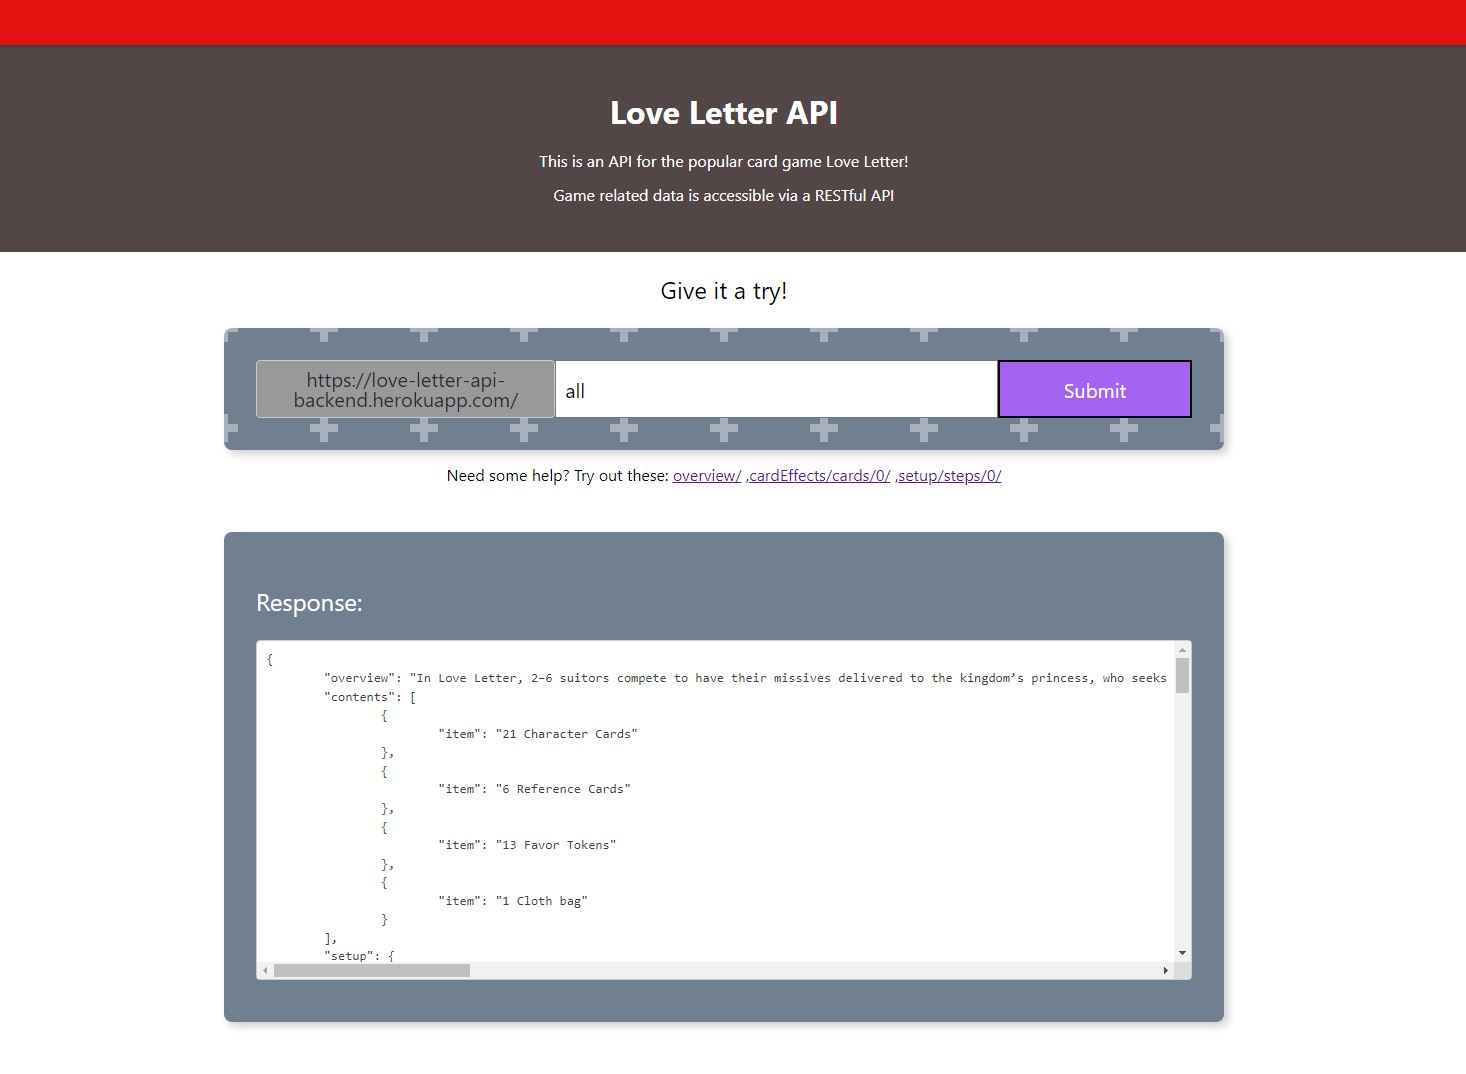 Love Letter API
This is an API for the popular card game Love Letter!
Game related data is accessible via a RESTful API
Give it a try!
https://love-letter-api-
backend.herokuapp.com/
all
Submit
Need some help? Try out these: overview/ ,cardEffects/cards/0/ ,setup/steps/0/
Response:
{
"overview": "In Love Letter, 2–6 suitors compete to have their missives delivered to the kingdom’s princess, who seeks
"contents": [
{
"item": "21 Character Cards"
},
{
"item": "6 Reference Cards"
},
{
"item": "13 Favor Tokens"
},
{
"item": "1 Cloth bag"
}
],
"setup": {